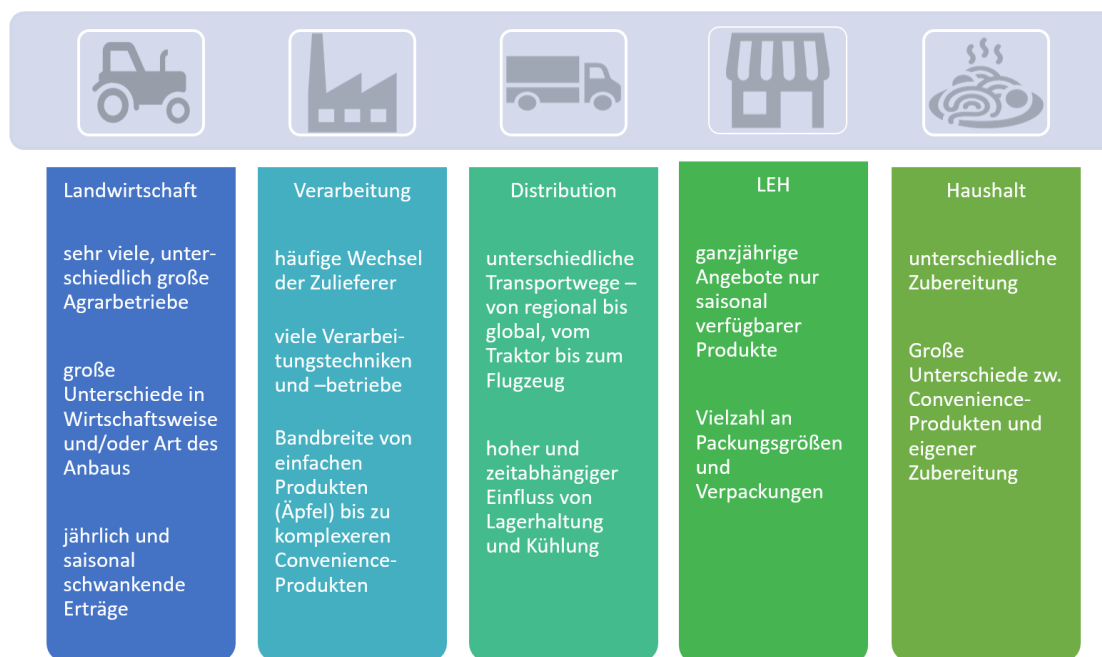 Landwirtschaft
sehr viele, unter-
schiedlich große
Agrarbetriebe
große
Unterschiede in
Wirtschaftsweise
und/oder Art des
Anbaus
jährlich und
saisonal
schwankende
Erträge
Verarbeitung
häufige Wechsel
der Zulieferer
viele Verarbei-
tungstechniken
und –betriebe
Bandbreite von
einfachen
Produkten
(Äpfel) bis zu
komplexeren
Convenience-
Produkten
Distribution
unterschiedliche
Transportwege –
von regional bis
global, vom
Traktor bis zum
Flugzeug
hoher und
zeitabhängiger
Einfluss von
Lagerhaltung
und Kühlung
LEH
ganzjährige
Angebote nur
saisonal
verfügbarer
Produkte
Vielzahl an
Packungsgrößen
und
Verpackungen
Haushalt
unterschiedliche
Zubereitung
Große
Unterschiede zw.
Convenience-
Produkten und
eigener
Zubereitung